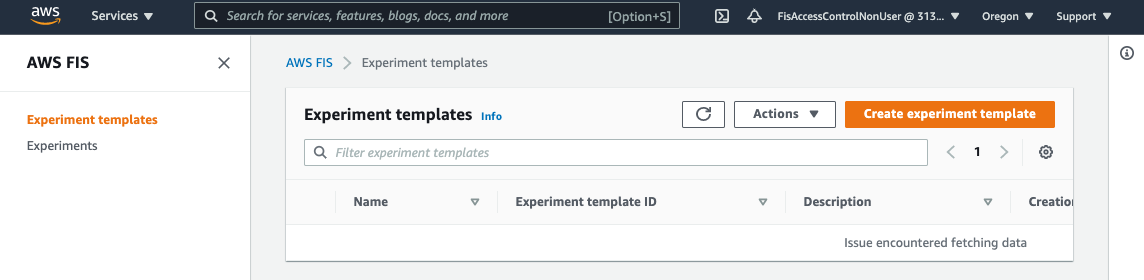 aws Services Search for services, features, blogs, docs, and more [Option+S] FisAccessControlNonUser @ 313... Oregon Support
AWS FIS
AWS FIS Experiment templates
Experiment templates Info Actions Create experiment template
Experiment templates
Experiments
Filter experiment templates 1
Name Experiment template ID Description Creation
Issue encountered fetching data